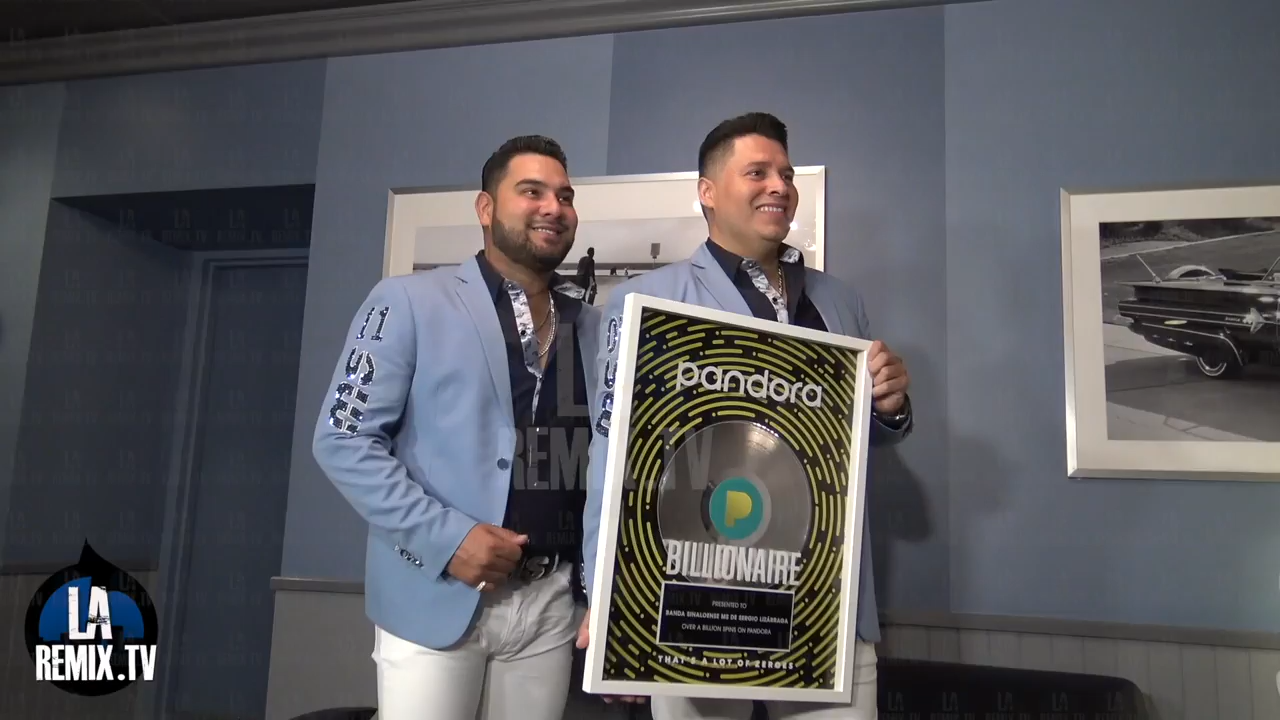 pandora
BILLIONAIRE
PRESENTED TO
BANDA SINALOENSE MS DE SERGIO LIZÁRRAGA
OVER A BILLION SPINS ON PANDORA
THAT'S A LOT OF ZEROES
MS
LA
REMIX.TV
LA
REMIX.TV